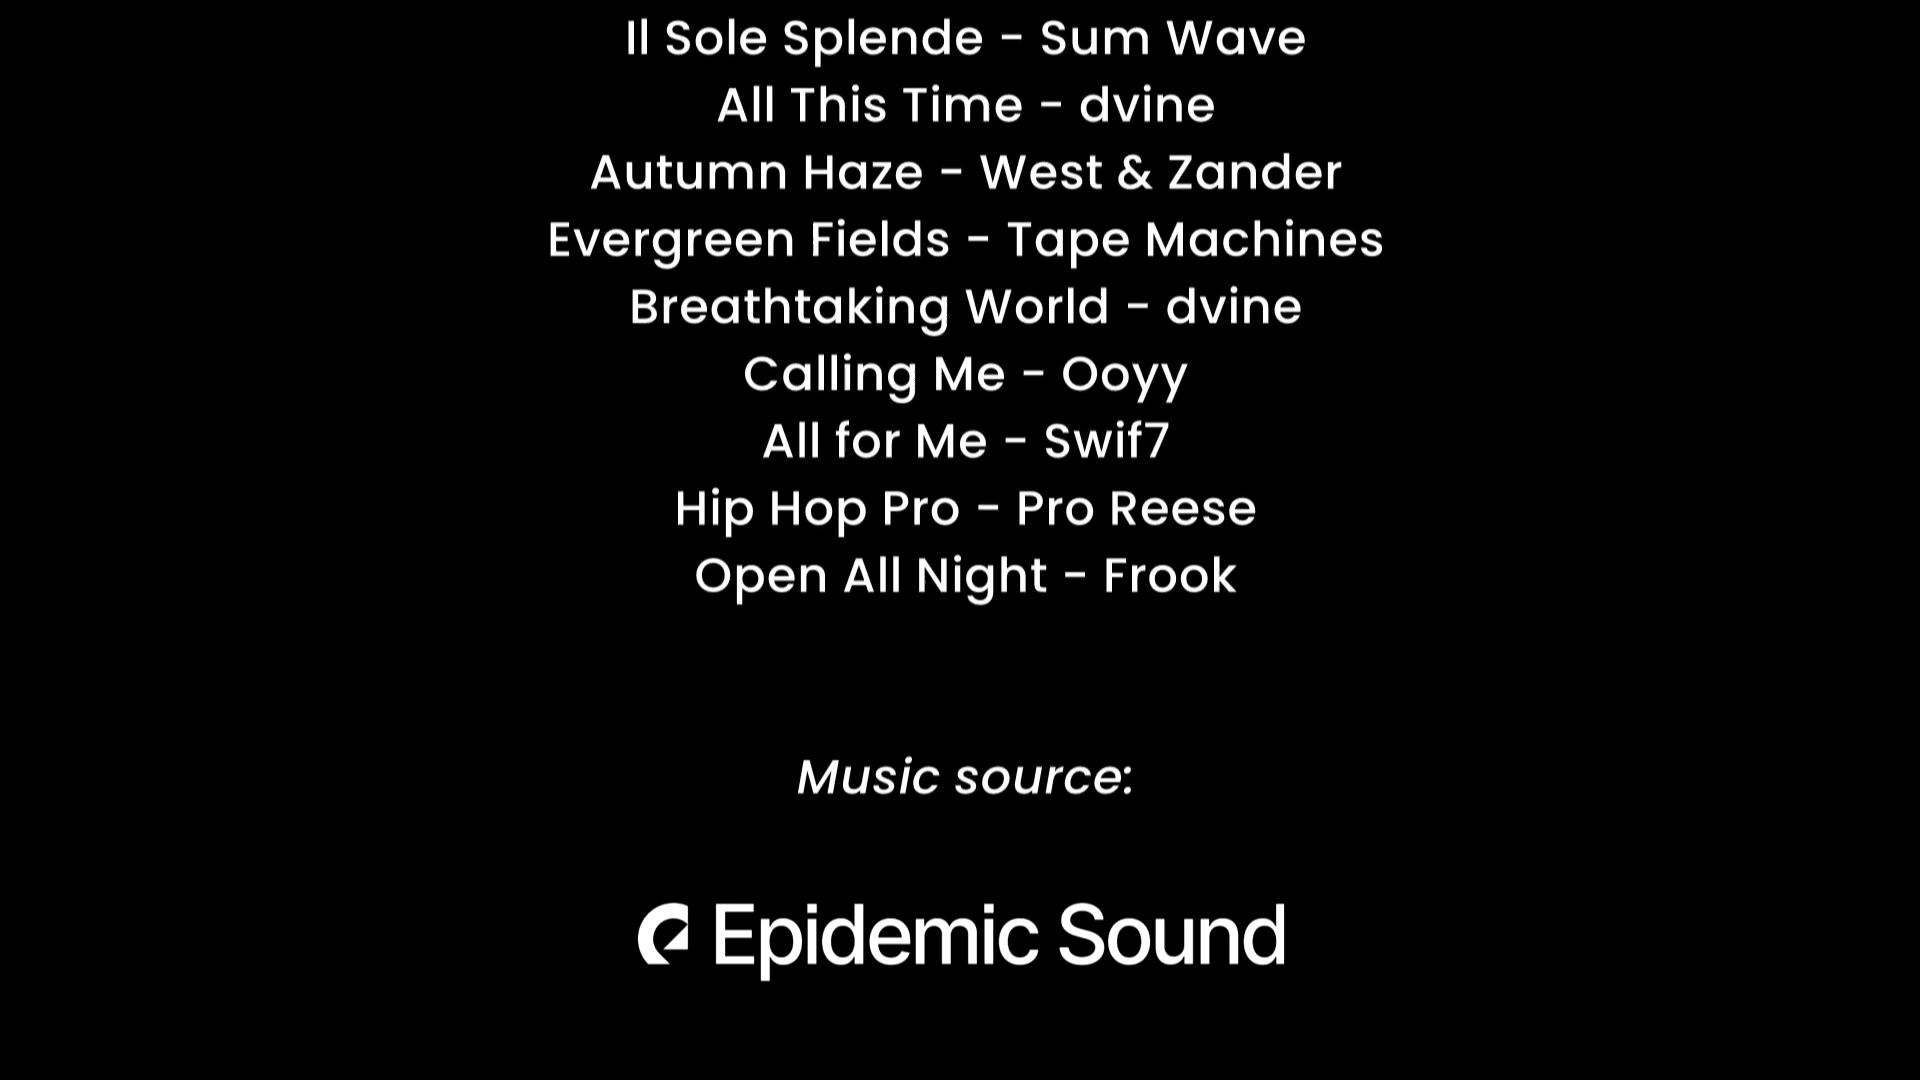 Il Sole Splende - Sum Wave
All This Time - dvine
Autumn Haze - West & Zander
Evergreen Fields - Tape Machines
Breathtaking World - dvine
Calling Me - Ooyy
All for Me - Swif7
Hip Hop Pro - Pro Reese
Open All Night - Frook
Music source:
Epidemic Sound